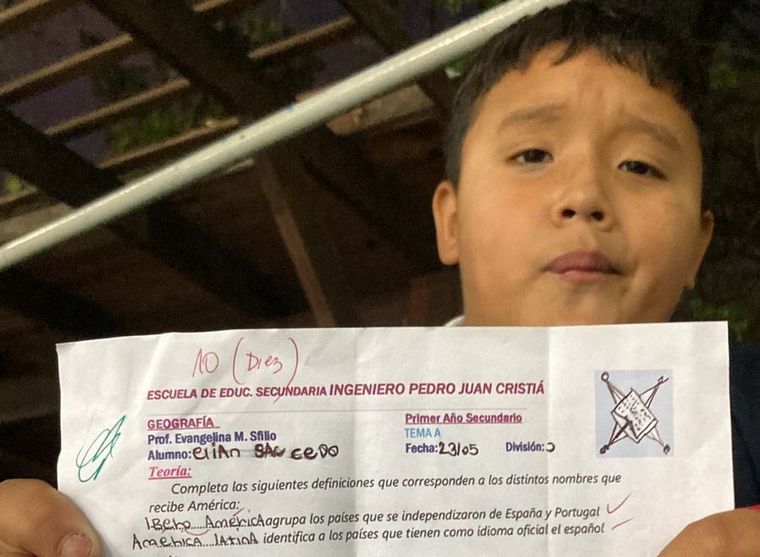 10 (Diez)
ESCUELA DE EDUC. SECUNDARIA INGENIERO PEDRO JUAN CRISTIÁ
GEOGRAFÍA Primer Año Secundario
Prof. Evangelina M. Sfilio TEMA A
Alumno: eliAn SAlcedo Fecha: 23/05 División:
Teoría:
Completa las siguientes definiciones que corresponden a los distintos nombres que
recibe América:
Ibero.....AméricA agrupa los países que se independizaron de España y Portugal
AmericA....lAtinA identifica a los países que tienen como idioma oficial el español